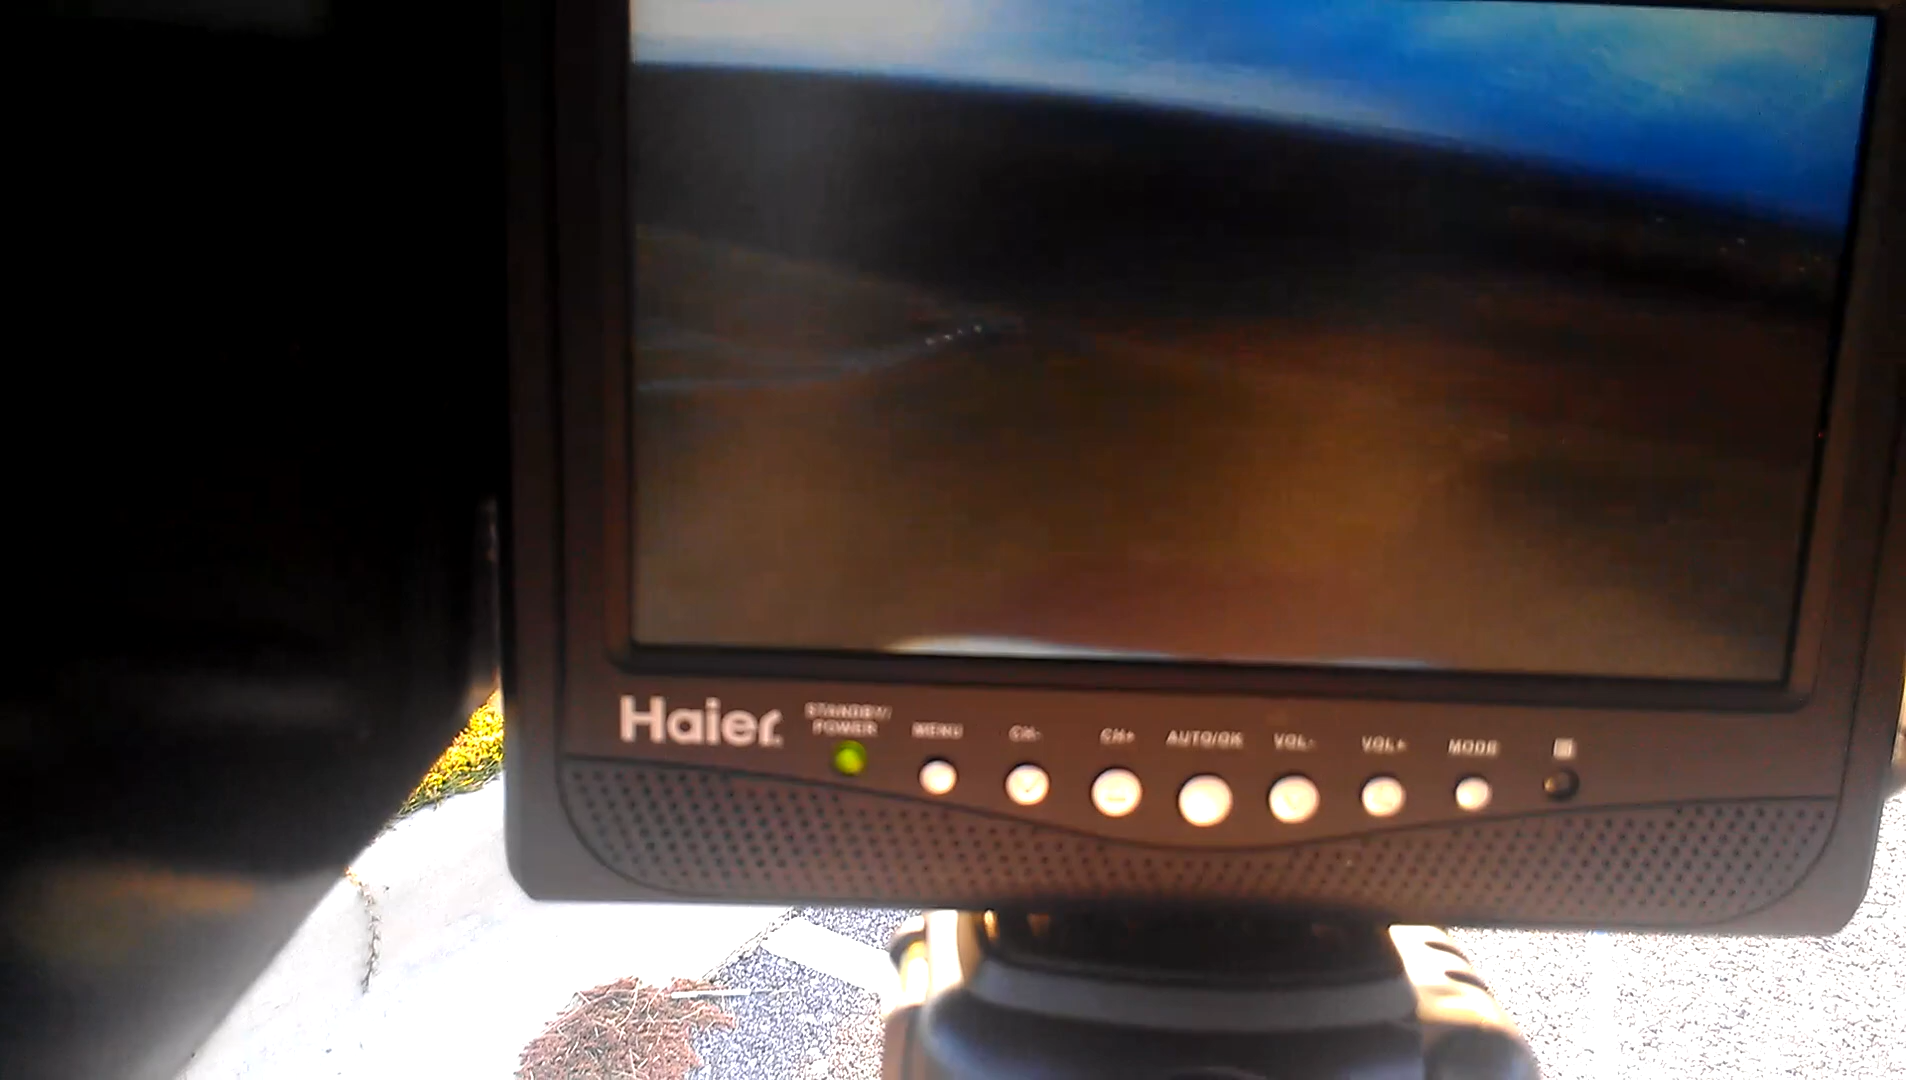 Haier
STANDBY/
POWER
MENU
CH-
CH+
AUTO/OK
VOL-
VOL+
MODE